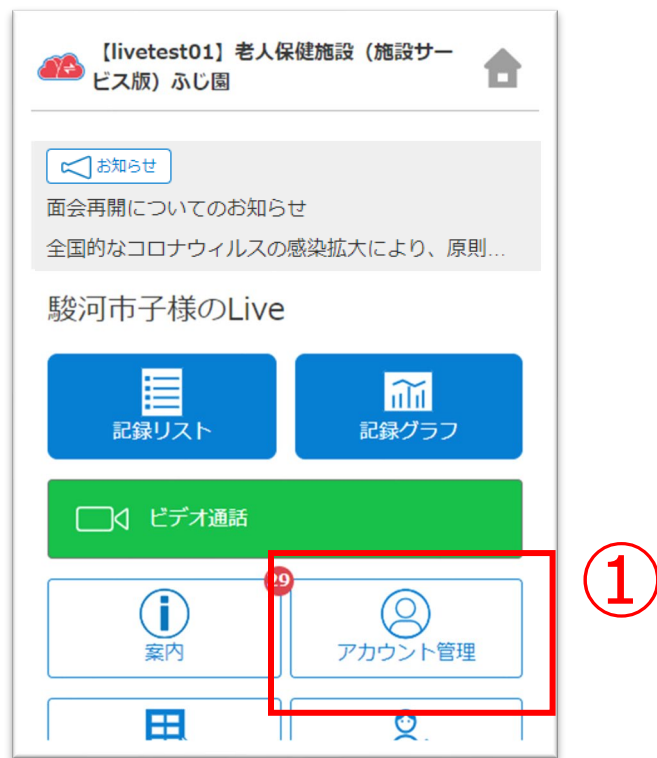 【livetest01】老人保健施設（施設サー
ビス版）ふじ園
お知らせ
面会再開についてのお知らせ
全国的なコロナウィルスの感染拡大により、原則...
駿河市子様のLive
記録リスト
記録グラフ
ビデオ通話
29
案内
アカウント管理
①